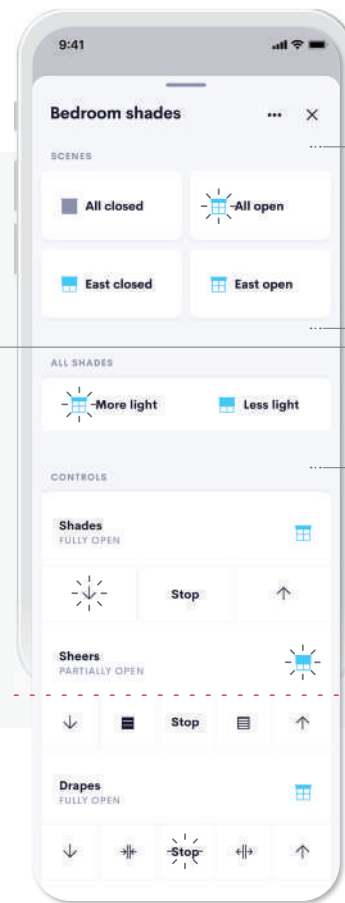 9:41
Bedroom shades
SCENES
All closed
All open
East closed
East open
ALL SHADES
More light
Less light
CONTROLS
Shades
FULLY OPEN
Stop
Sheers
PARTIALLY OPEN
Stop
Drapes
FULLY OPEN
Stop